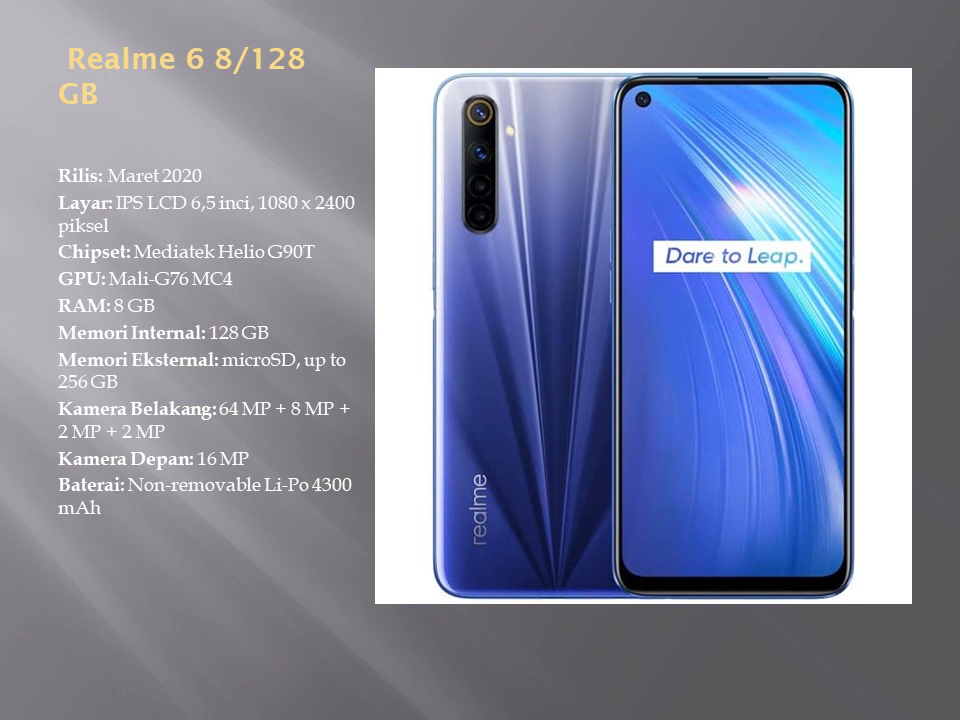 Realme 6 8/128
GB
Rilis: Maret 2020
Layar: IPS LCD 6,5 inci, 1080 x 2400
piksel
Chipset: Mediatek Helio G90T
GPU: Mali-G76 MC4
RAM: 8 GB
Memori Internal: 128 GB
Memori Eksternal: microSD, up to
256 GB
Kamera Belakang: 64 MP + 8 MP +
2 MP + 2 MP
Kamera Depan: 16 MP
Baterai: Non-removable Li-Po 4300
mAh
Dare to Leap.
realme